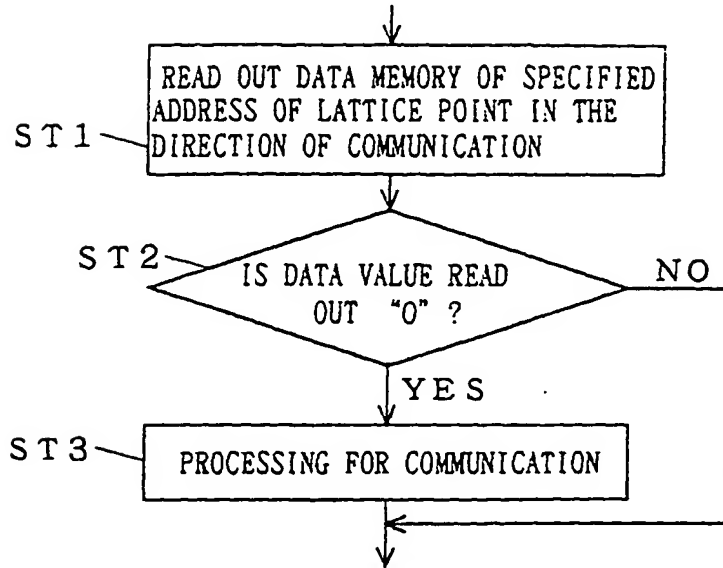 READ OUT DATA MEMORY OF SPECIFIED
ADDRESS OF LATTICE POINT IN THE
DIRECTION OF COMMUNICATION
ST1
ST2
IS DATA VALUE READ
OUT "0" ?
NO
YES
ST3
PROCESSING FOR COMMUNICATION